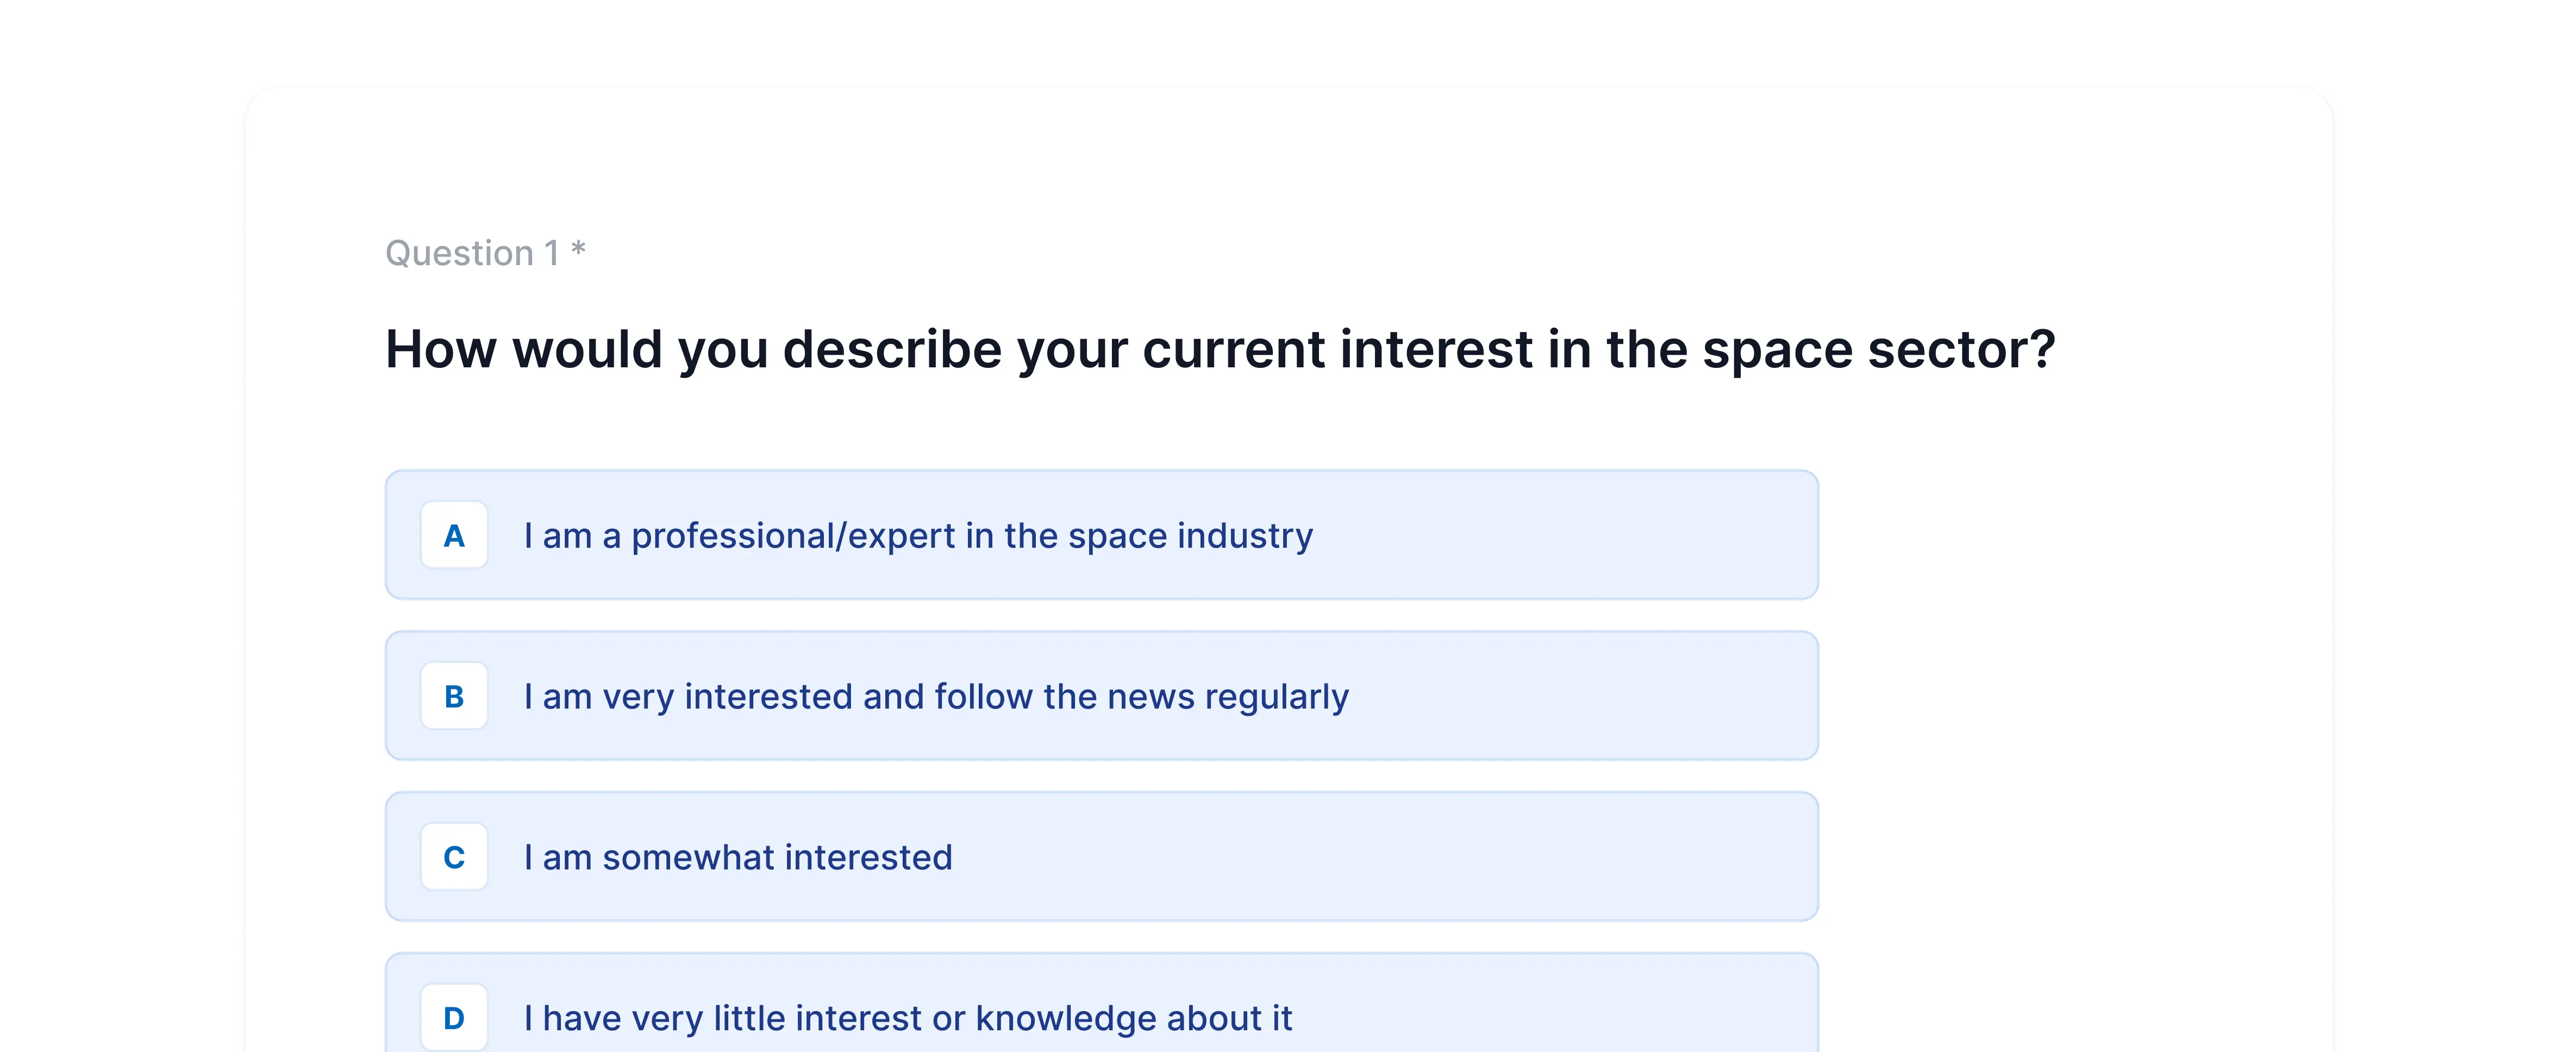 Question 1 *
How would you describe your current interest in the space sector?
A I am a professional/expert in the space industry
B I am very interested and follow the news regularly
C I am somewhat interested
D I have very little interest or knowledge about it